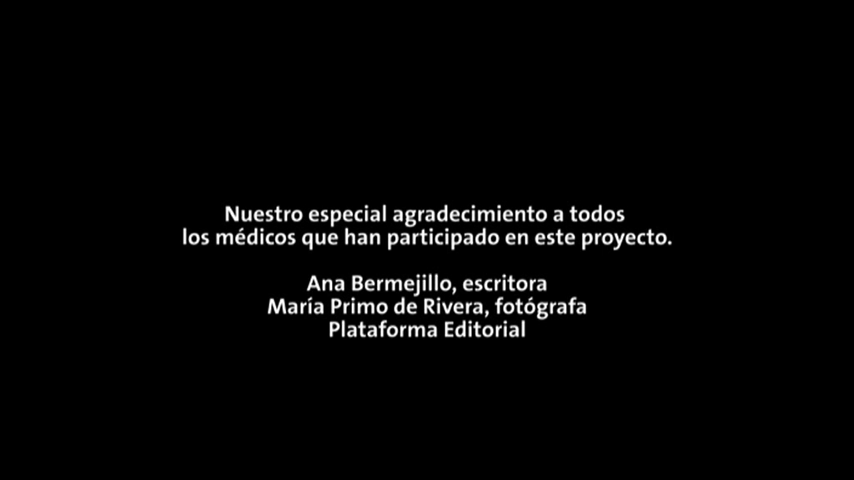 Nuestro especial agradecimiento a todos
los médicos que han participado en este proyecto.
Ana Bermejillo, escritora
María Primo de Rivera, fotógrafa
Plataforma Editorial